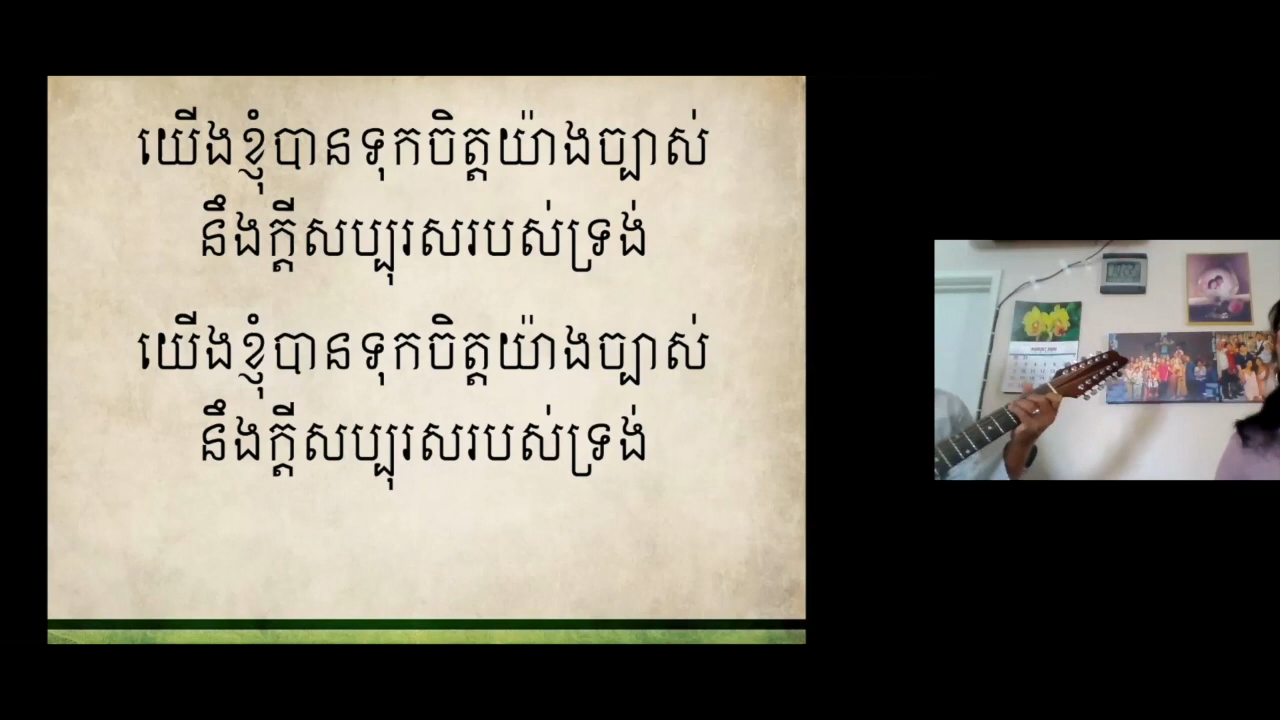 យើងខ្ញុំបានទុកចិត្តយ៉ាងច្បាស់
នឹងក្ដីសប្បុរសរបស់ទ្រង់
យើងខ្ញុំបានទុកចិត្តយ៉ាងច្បាស់
នឹងក្ដីសប្បុរសរបស់ទ្រង់